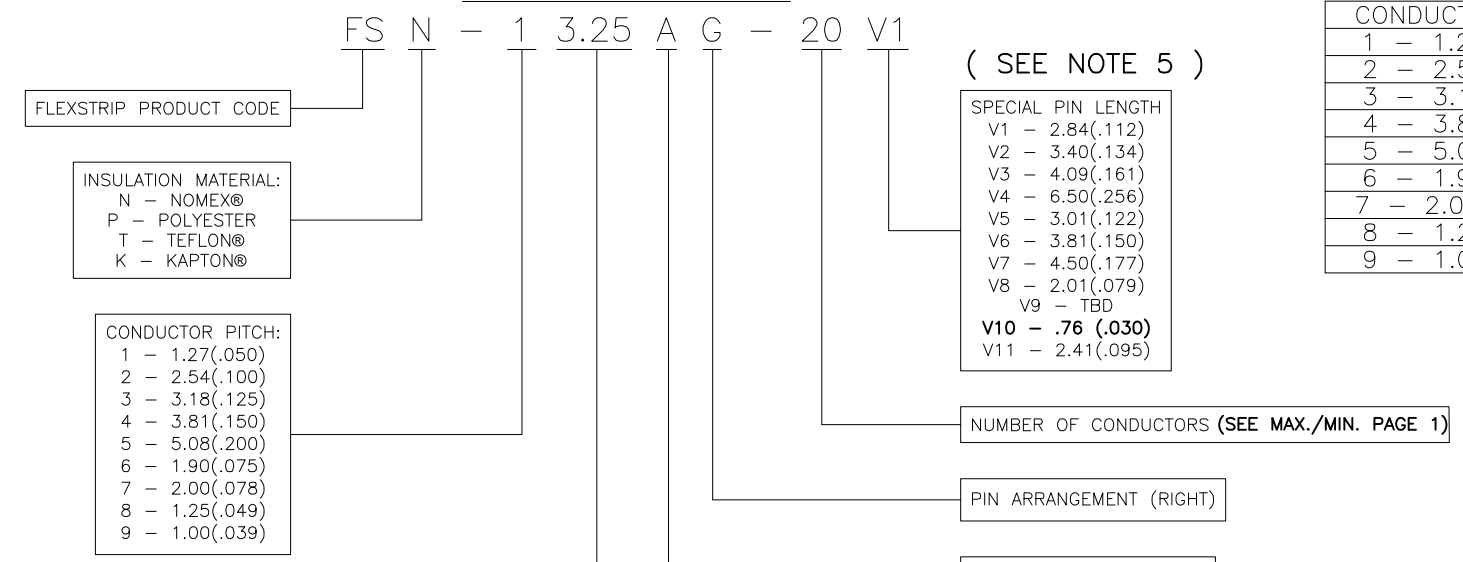 FS N – 1 3.25 A G – 20 V1
( SEE NOTE 5 )
FLEXSTRIP PRODUCT CODE
INSULATION MATERIAL:
N – NOMEX®
P – POLYESTER
T – TEFLON®
K – KAPTON®
CONDUCTOR PITCH:
1 – 1.27(.050)
2 – 2.54(.100)
3 – 3.18(.125)
4 – 3.81(.150)
5 – 5.08(.200)
6 – 1.90(.075)
7 – 2.00(.078)
8 – 1.25(.049)
9 – 1.00(.039)
SPECIAL PIN LENGTH
V1 – 2.84(.112)
V2 – 3.40(.134)
V3 – 4.09(.161)
V4 – 6.50(.256)
V5 – 3.01(.122)
V6 – 3.81(.150)
V7 – 4.50(.177)
V8 – 2.01(.079)
V9 – TBD
V10 – .76 (.030)
V11 – 2.41(.095)
NUMBER OF CONDUCTORS (SEE MAX./MIN. PAGE 1)
PIN ARRANGEMENT (RIGHT)
CONDUCT
1 – 1.2
2 – 2.5
3 – 3.1
4 – 3.8
5 – 5.0
6 – 1.9
7 – 2.0
8 – 1.2
9 – 1.0